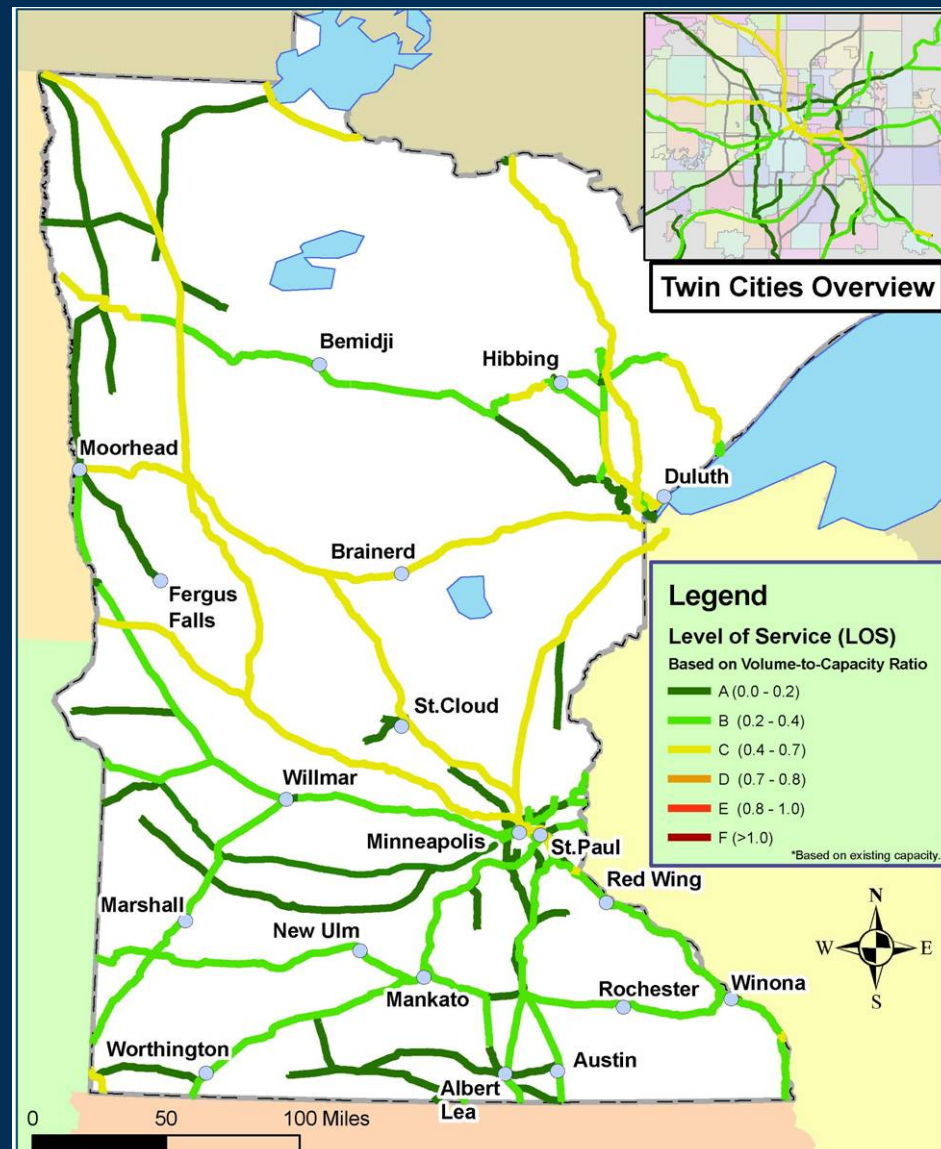 Twin Cities Overview
Bemidji
Hibbing
Moorhead
Duluth
Brainerd
Fergus
Falls
St.Cloud
Willmar
Minneapolis
St.Paul
Red Wing
Marshall
New Ulm
Mankato
Rochester
Winona
Worthington
Albert
Lea
Austin
Legend
Level of Service (LOS)
Based on Volume-to-Capacity Ratio
A (0.0 - 0.2)
B (0.2 - 0.4)
C (0.4 - 0.7)
D (0.7 - 0.8)
E (0.8 - 1.0)
F (>1.0)
*Based on existing capacity.
N
W
E
S
0 50 100 Miles